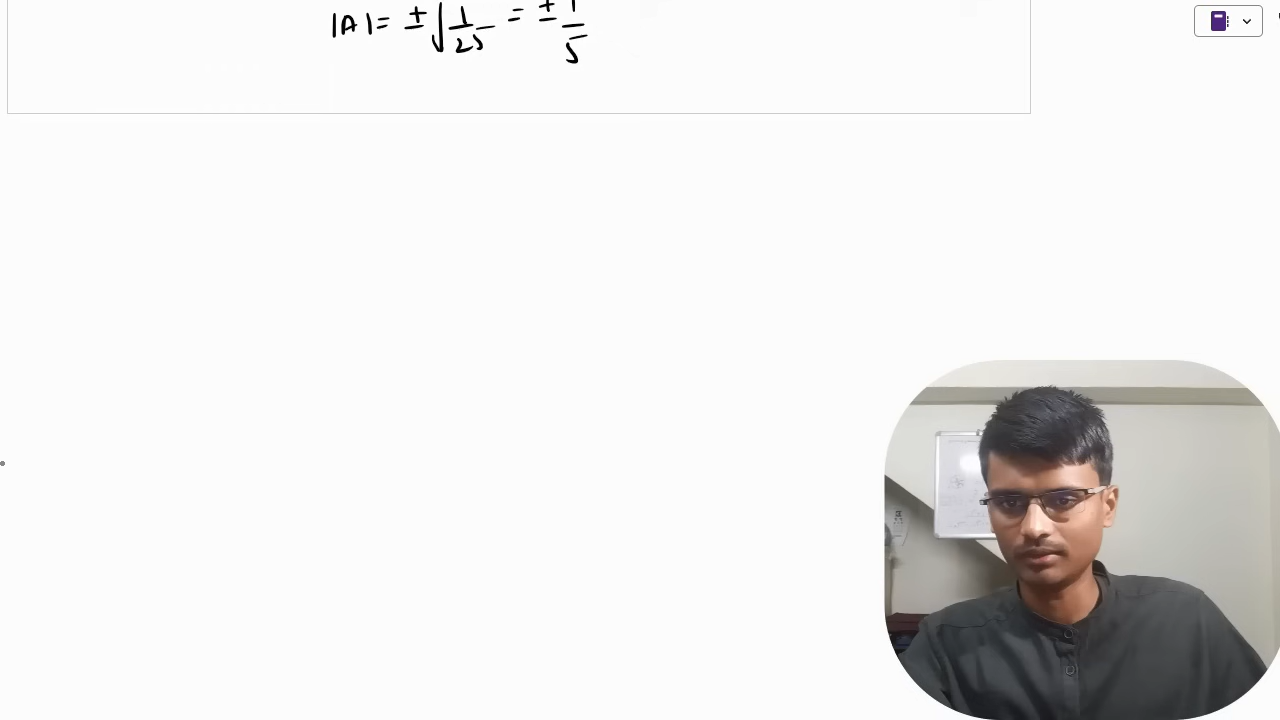 |A| = ± √1/25 = ± 1/5